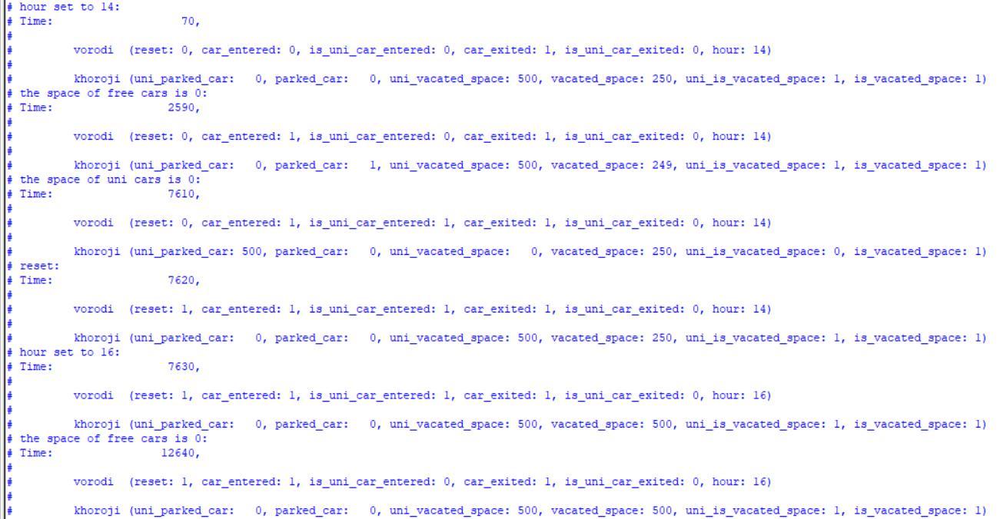 # hour set to 14:
# Time:                   70,
#
#         vorodi  (reset: 0, car_entered: 0, is_uni_car_entered: 0, car_exited: 1, is_uni_car_exited: 0, hour: 14)
#
#         khoroji (uni_parked_car:   0, parked_car:   0, uni_vacated_space: 500, vacated_space: 250, uni_is_vacated_space: 1, is_vacated_space: 1)
# the space of free cars is 0:
# Time:                 2590,
#
#         vorodi  (reset: 0, car_entered: 1, is_uni_car_entered: 0, car_exited: 1, is_uni_car_exited: 0, hour: 14)
#
#         khoroji (uni_parked_car:   0, parked_car:   1, uni_vacated_space: 500, vacated_space: 249, uni_is_vacated_space: 1, is_vacated_space: 1)
# the space of uni cars is 0:
# Time:                 7610,
#
#         vorodi  (reset: 0, car_entered: 1, is_uni_car_entered: 1, car_exited: 1, is_uni_car_exited: 0, hour: 14)
#
#         khoroji (uni_parked_car: 500, parked_car:   0, uni_vacated_space:   0, vacated_space: 250, uni_is_vacated_space: 0, is_vacated_space: 1)
# reset:
# Time:                 7620,
#
#         vorodi  (reset: 1, car_entered: 1, is_uni_car_entered: 1, car_exited: 1, is_uni_car_exited: 0, hour: 14)
#
#         khoroji (uni_parked_car:   0, parked_car:   0, uni_vacated_space: 500, vacated_space: 250, uni_is_vacated_space: 1, is_vacated_space: 1)
# hour set to 16:
# Time:                 7630,
#
#         vorodi  (reset: 1, car_entered: 1, is_uni_car_entered: 1, car_exited: 1, is_uni_car_exited: 0, hour: 16)
#
#         khoroji (uni_parked_car:   0, parked_car:   0, uni_vacated_space: 500, vacated_space: 500, uni_is_vacated_space: 1, is_vacated_space: 1)
# the space of free cars is 0:
# Time:                12640,
#
#         vorodi  (reset: 1, car_entered: 1, is_uni_car_entered: 0, car_exited: 1, is_uni_car_exited: 0, hour: 16)
#
#         khoroji (uni_parked_car:   0, parked_car:   0, uni_vacated_space: 500, vacated_space: 500, uni_is_vacated_space: 1, is_vacated_space: 1)